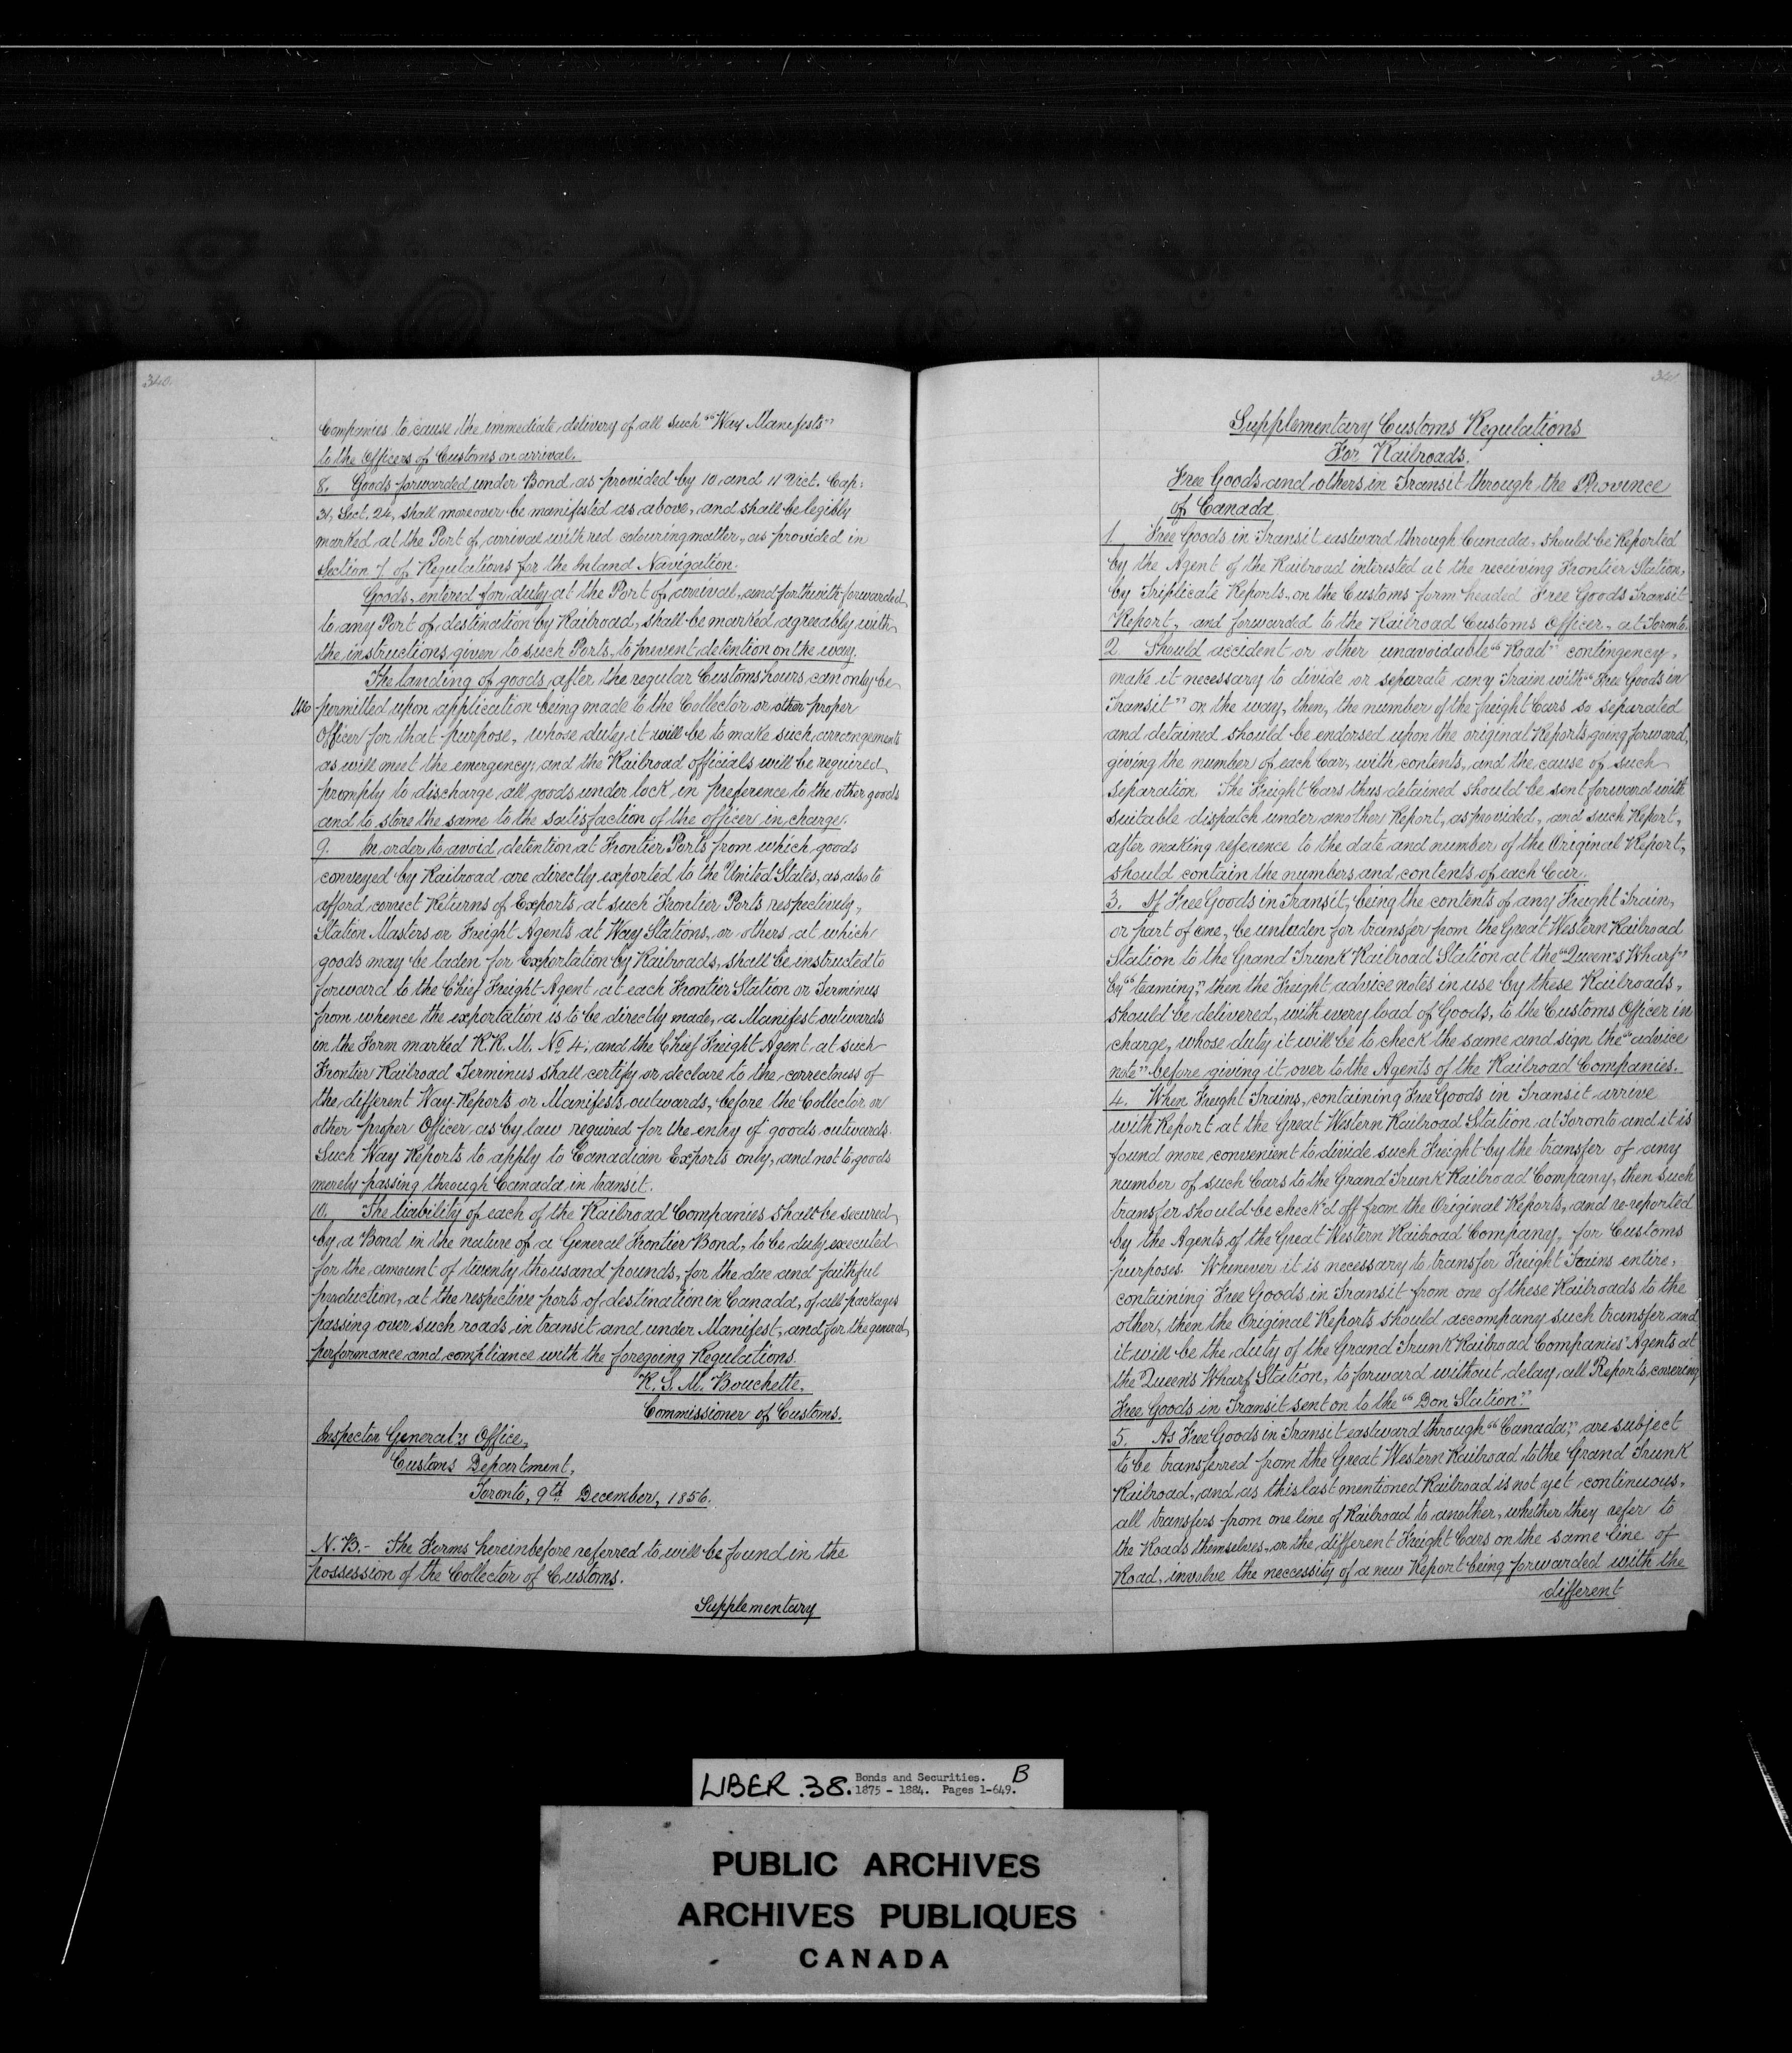 340.
Companies to cause the immediate delivery of all such "Way Manifests"
to the Officers of Customs on arrival.
8. Goods forwarded under Bond as provided by 10 and 11 Vict. Cap:
31, Sect. 24, shall moreover be manifested as above, and shall be legibly
marked at the Port of arrival with red colouring matter, as provided in
Section 7 of Regulations for the Inland Navigation.
Goods, entered for duty at the Port of arrival, and forthwith forwarded
to any Port of destination by Railroad, shall be marked agreeably with
the instructions given to such Ports, to prevent detention on the way.
The landing of goods after the regular Customs hours, can only be
permitted upon application being made to the Collector or other proper
Officer for that purpose, whose duty it will be to make such arrangements
as will meet the emergency; and the Railroad officials will be required
promply to discharge all goods under lock, in preference to the other goods
and to store the same to the satisfaction of the officer in charge.
9. In order to avoid detention at Frontier Ports from which goods
conveyed by Railroad are directly exported to the United States, as also to
afford correct Returns of Exports at such Frontier Ports respectively,
Station Masters or Freight Agents at Way Stations, or others at which
goods may be laden for Exportation by Railroads, shall be instructed to
forward to the Chief Freight Agent at each Frontier Station or Terminus
from whence the exportation is to be directly made, a Manifest outwards
in the Form marked R.R. M. No 4; and the Chief Freight Agent at such
Frontier Railroad Terminus shall certify or declare to the correctness of
the different Way-Reports or Manifests outwards, before the Collector or
other proper Officer as by law required for the entry of goods outwards.
Such Way Reports to apply to Canadian Exports only, and not to goods
merely passing through Canada in transit.
10. The liability of each of the Railroad Companies shall be secured
by a Bond in the nature of a General Frontier Bond, to be duly executed
for the amount of twenty thousand pounds, for the due and faithful
production, at the respective ports of destination in Canada, of all packages
passing over such roads in transit and under Manifest, and for the general
performance and compliance with the foregoing Regulations.
R. S. M. Bouchette,
Commissioner of Customs.
Inspector General's Office,
Customs Department,
Toronto, 9th December, 1856.
N.B.- The Forms hereinbefore referred to will be found in the
possession of the Collector of Customs.
Supplementary
341
Supplementary Customs Regulations
For Railroads.
Free Goods and others in Transit through the Province
of Canada
1 Free Goods in Transit eastward through Canada, should be Reported
by the Agent of the Railroad interested at the receiving Frontier Station,
by Triplicate Reports, on the Customs form headed Free Goods Transit
Report, and forwarded to the Railroad Customs Officer, at Toronto.
2 Should accident or other unavoidable "Road" contingency,
make it necessary to divide or separate any Train with "Free Goods in
Transit" on the way, then, the number of the freight Cars so separated
and detained should be endorsed upon the original Reports going forward,
giving the number of each Car, with contents, and the cause of such
separation The Freight Cars thus detained should be sent forward with
suitable dispatch under another Report, as provided, and such Report,
after making reference to the date and number of the Original Report,
should contain the numbers and contents of each Car.
3. If Free Goods in Transit, being the contents of any Freight Train,
or part of one, be unladen for transfer from the Great Western Railroad
Station to the Grand Trunk Railroad Station at the "Queen's Wharf"
by "teaming," then the Freight advice notes in use by these Railroads,
should be delivered, with every load of Goods, to the Customs Officer in
charge, whose duty it will be to check the same and sign the "advice
note" before giving it over to the Agents of the Railroad Companies.
4. When Freight Trains, containing Free Goods in Transit arrive
with Report at the Great Western Railroad Station at Toronto and it is
found more convenient to divide such Freight by the transfer of any
number of such Cars to the Grand Trunk Railroad Company, then such
transfer should be check'd off from the Original Reports, and re-reported
by the Agents of the Great Western Railroad Company, for Customs
purposes. Whenever it is necessary to transfer Freight Trains entire,
containing Free Goods in Transit from one of these Railroads to the
other, then the Original Reports should accompany such transfer and
it will be the duty of the Grand Trunk Railroad Companies' Agents at
the Queen's Wharf Station, to forward without delay, all Reports covering
Free Goods in Transit sent on to the "Don Station."
5. As Free Goods in Transit eastward through "Canada," are subject
to be transferred from the Great Western Railroad to the Grand Trunk
Railroad, and as this last mentioned Railroad is not yet continuous,
all transfers from one line of Railroad to another, whether they refer to
the Roads themselves, or the different Freight Cars on the same line of
Road, involve the neccessity of a new Report being forwarded with the
different
LIBER. 38. Bonds and Securities. B
1875 - 1884. Pages 1-649.
PUBLIC ARCHIVES
ARCHIVES PUBLIQUES
CANADA